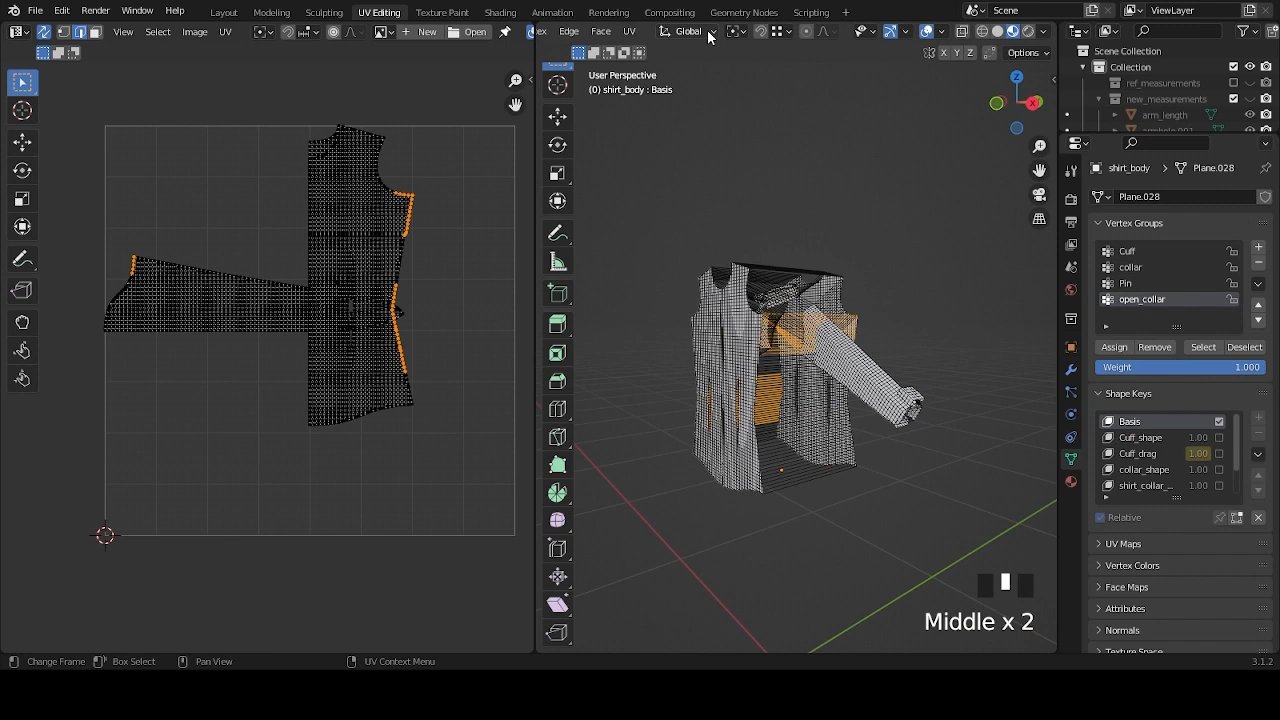 File Edit Render Window Help Layout Modeling Sculpting UV Editing Texture Paint Shading Animation Rendering Compositing Geometry Nodes Scripting + Scene ViewLayer
View Select Image UV New Open Edge Face UV Global
X Y Z Options
User Perspective
(0) shirt_body : Basis
Z
X
Scene Collection
Collection
ref_measurements
new_measurements
arm_length
shirt_body Plane.028
Plane.028
Vertex Groups
Cuff
collar
Pin
open_collar
Assign Remove Select Deselect
Weight 1.000
Shape Keys
Basis
Cuff_shape 1.00
Cuff_drag 1.00
collar_shape 1.00
shirt_collar_... 1.00
Relative
UV Maps
Vertex Colors
Face Maps
Attributes
Normals
Texture Space
Middle x 2
Change Frame Box Select Pan View UV Context Menu 3.1.2